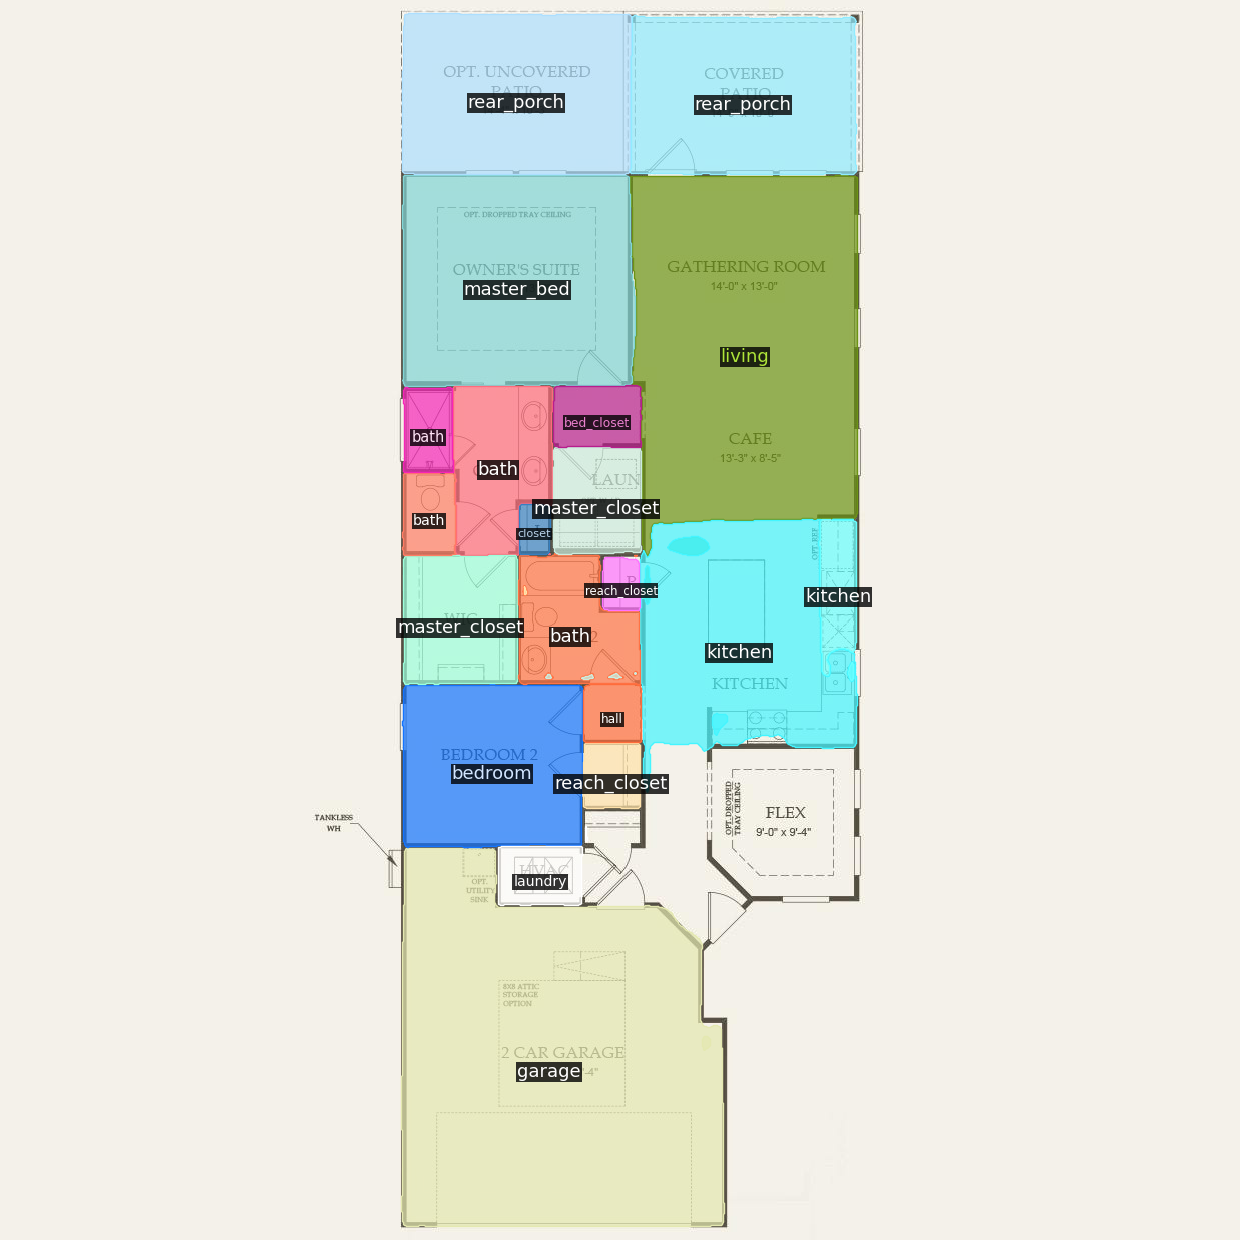 OPT. UNCOVERED
PATIO
rear_porch
COVERED
PATIO
rear_porch
OPT. DROPPED TRAY CEILING
OWNER'S SUITE
master_bed
GATHERING ROOM
14'-0" x 13'-0"
living
CAFE
13'-3" x 8'-5"
bed_closet
bath
bath
LAUN
master_closet
bath
closet
OPT. REF
reach_closet
kitchen
master_closet
bath
2
kitchen
KITCHEN
hall
BEDROOM 2
bedroom
reach_closet
OPT. DROPPED
TRAY CEILING
FLEX
9'-0" x 9'-4"
TANKLESS
WH
HVAC
laundry
OPT.
UTILITY
SINK
8X8 ATTIC
STORAGE
OPTION
2 CAR GARAGE
garage
-4"